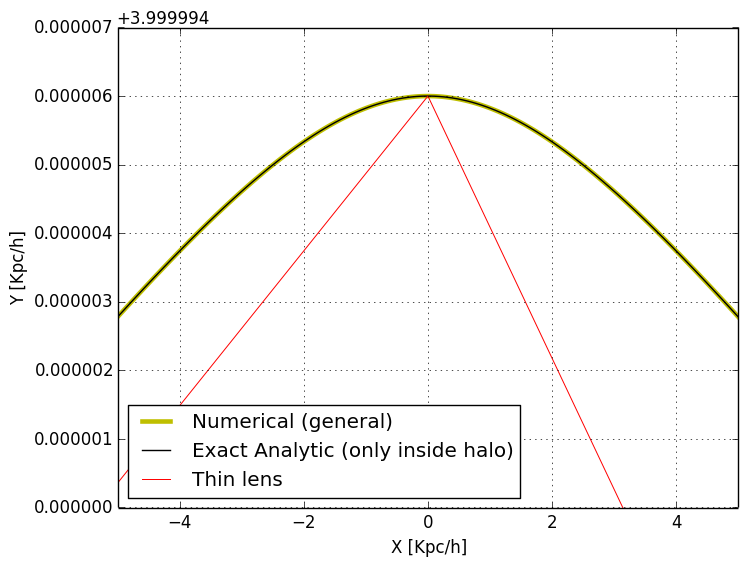 +3.999994
0.000007
0.000006
0.000005
0.000004
0.000003
0.000002
0.000001
0.000000
Y [Kpc/h]
Numerical (general)
Exact Analytic (only inside halo)
Thin lens
−4 −2 0 2 4
X [Kpc/h]